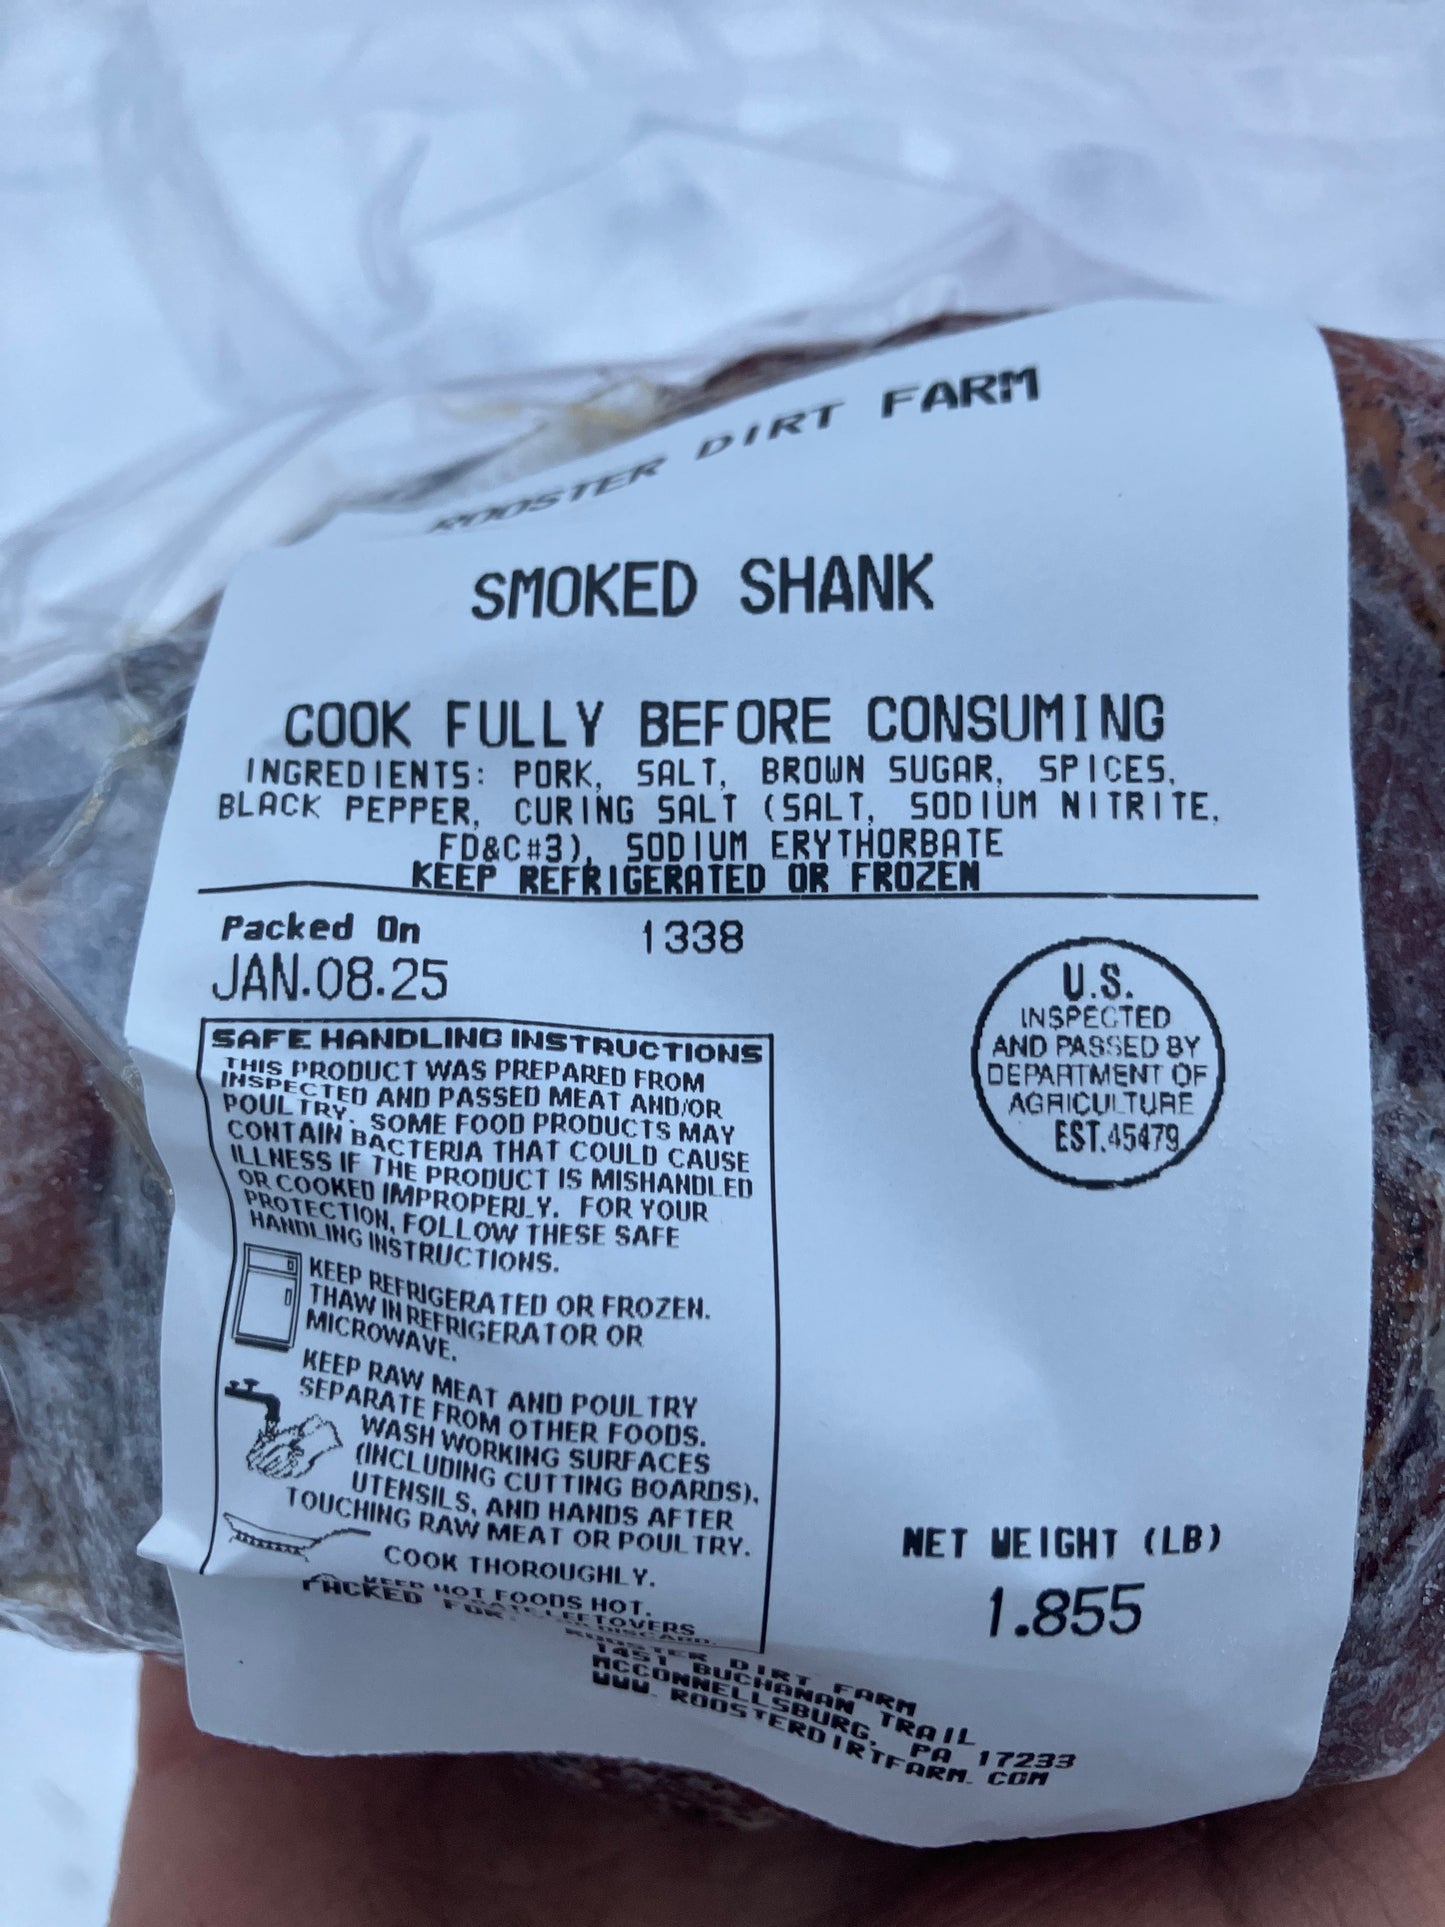 ROOSTER DIRT FARM
SMOKED SHANK
COOK FULLY BEFORE CONSUMING
INGREDIENTS: PORK, SALT, BROWN SUGAR, SPICES,
BLACK PEPPER, CURING SALT (SALT, SODIUM NITRITE,
FD&C#3), SODIUM ERYTHORBATE
KEEP REFRIGERATED OR FROZEN
Packed On
1338
JAN.08.25
U.S.
INSPECTED
AND PASSED BY
DEPARTMENT OF
AGRICULTURE
EST.45479
SAFE HANDLING INSTRUCTIONS
THIS PRODUCT WAS PREPARED FROM
INSPECTED AND PASSED MEAT AND/OR
POULTRY. SOME FOOD PRODUCTS MAY
CONTAIN BACTERIA THAT COULD CAUSE
ILLNESS IF THE PRODUCT IS MISHANDLED
OR COOKED IMPROPERLY. FOR YOUR
PROTECTION, FOLLOW THESE SAFE
HANDLING INSTRUCTIONS.
KEEP REFRIGERATED OR FROZEN.
THAW IN REFRIGERATOR OR
MICROWAVE.
KEEP RAW MEAT AND POULTRY
SEPARATE FROM OTHER FOODS.
WASH WORKING SURFACES
(INCLUDING CUTTING BOARDS),
UTENSILS, AND HANDS AFTER
TOUCHING RAW MEAT OR POULTRY.
COOK THOROUGHLY.
KEEP HOT FOODS HOT.
LEFTOVERS
DISCARD.
NET WEIGHT (LB)
1.855
PACKED FOR
ROOSTER DIRT FARM
1451 BUCHANAN TRAIL
MCCONNELLSBURG, PA 17233
WWW.ROOSTERDIRTFARM.COM